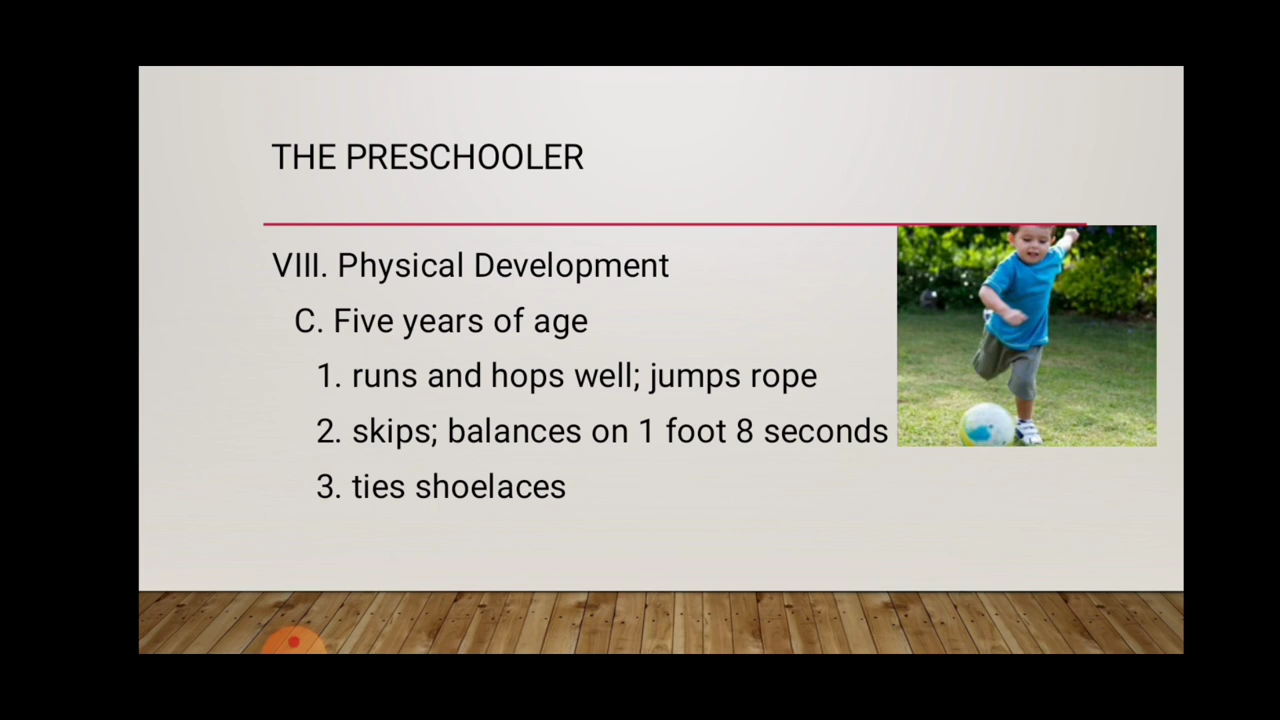 THE PRESCHOOLER
VIII. Physical Development
C. Five years of age
1. runs and hops well; jumps rope
2. skips; balances on 1 foot 8 seconds
3. ties shoelaces